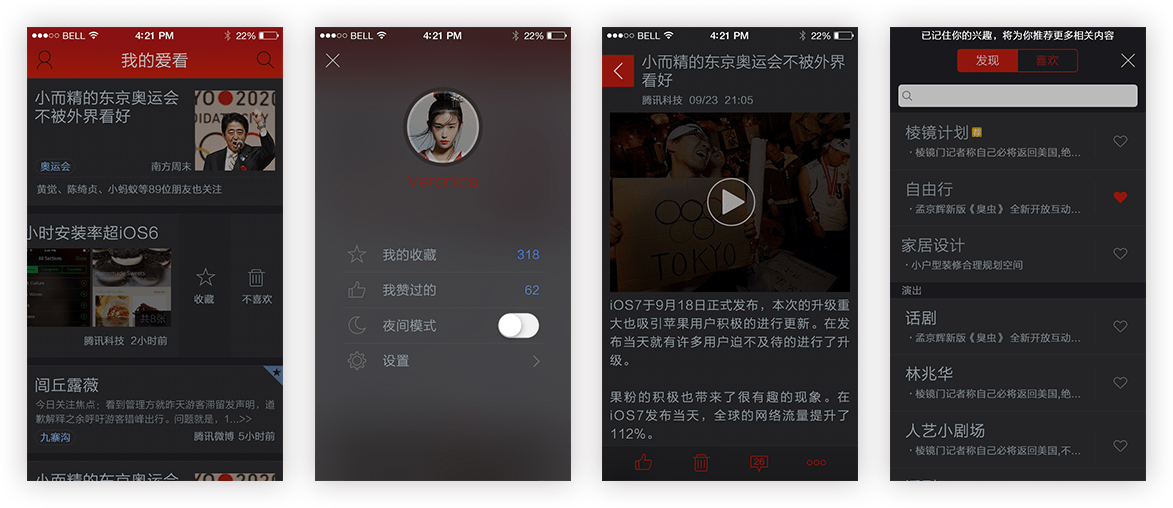 BELL 4:21 PM 22%
我的爱看
小而精的东京奥运会
不被外界看好
YO 2020
DIDATE CITY
奥运会 南方周末
黄觉、陈绮贞、小蚂蚁等89位朋友也关注
小时安装率超iOS6
All Sections
Homemade Sweets
共8张
收藏 不喜欢
腾讯科技 2小时前
闾丘露薇
今日关注焦点：看到管理方就昨天游客滞留发声明，道
歉解释之余呼吁游客错峰出行。问题就是，1...>>
九寨沟 腾讯微博 5小时前
小而精的东京奥运会
YO 2020
BELL 4:21 PM 22%
Veronica
我的收藏 318
我赞过的 62
夜间模式
设置
BELL 4:21 PM 22%
小而精的东京奥运会不被外界
看好
腾讯科技 09/23 21:05
TOKYO
iOS7于9月18日正式发布，本次的升级重
大也吸引苹果用户积极的进行更新。在发
布当天就有许多用户迫不及待的进行了升
级。
果粉的积极也带来了很有趣的现象。在
iOS7发布当天，全球的网络流量提升了
112%。
26
已记住你的兴趣，将为你推荐更多相关内容
发现 喜欢
棱镜计划 荐
· 棱镜门记者称自己必将返回美国,绝...
自由行
· 孟京辉新版《臭虫》全新开放互动...
家居设计
· 小户型装修合理规划空间
演出
话剧
· 孟京辉新版《臭虫》全新开放互动...
林兆华
· 棱镜门记者称自己必将返回美国,绝...
人艺小剧场
· 棱镜门记者称自己必将返回美国,不...